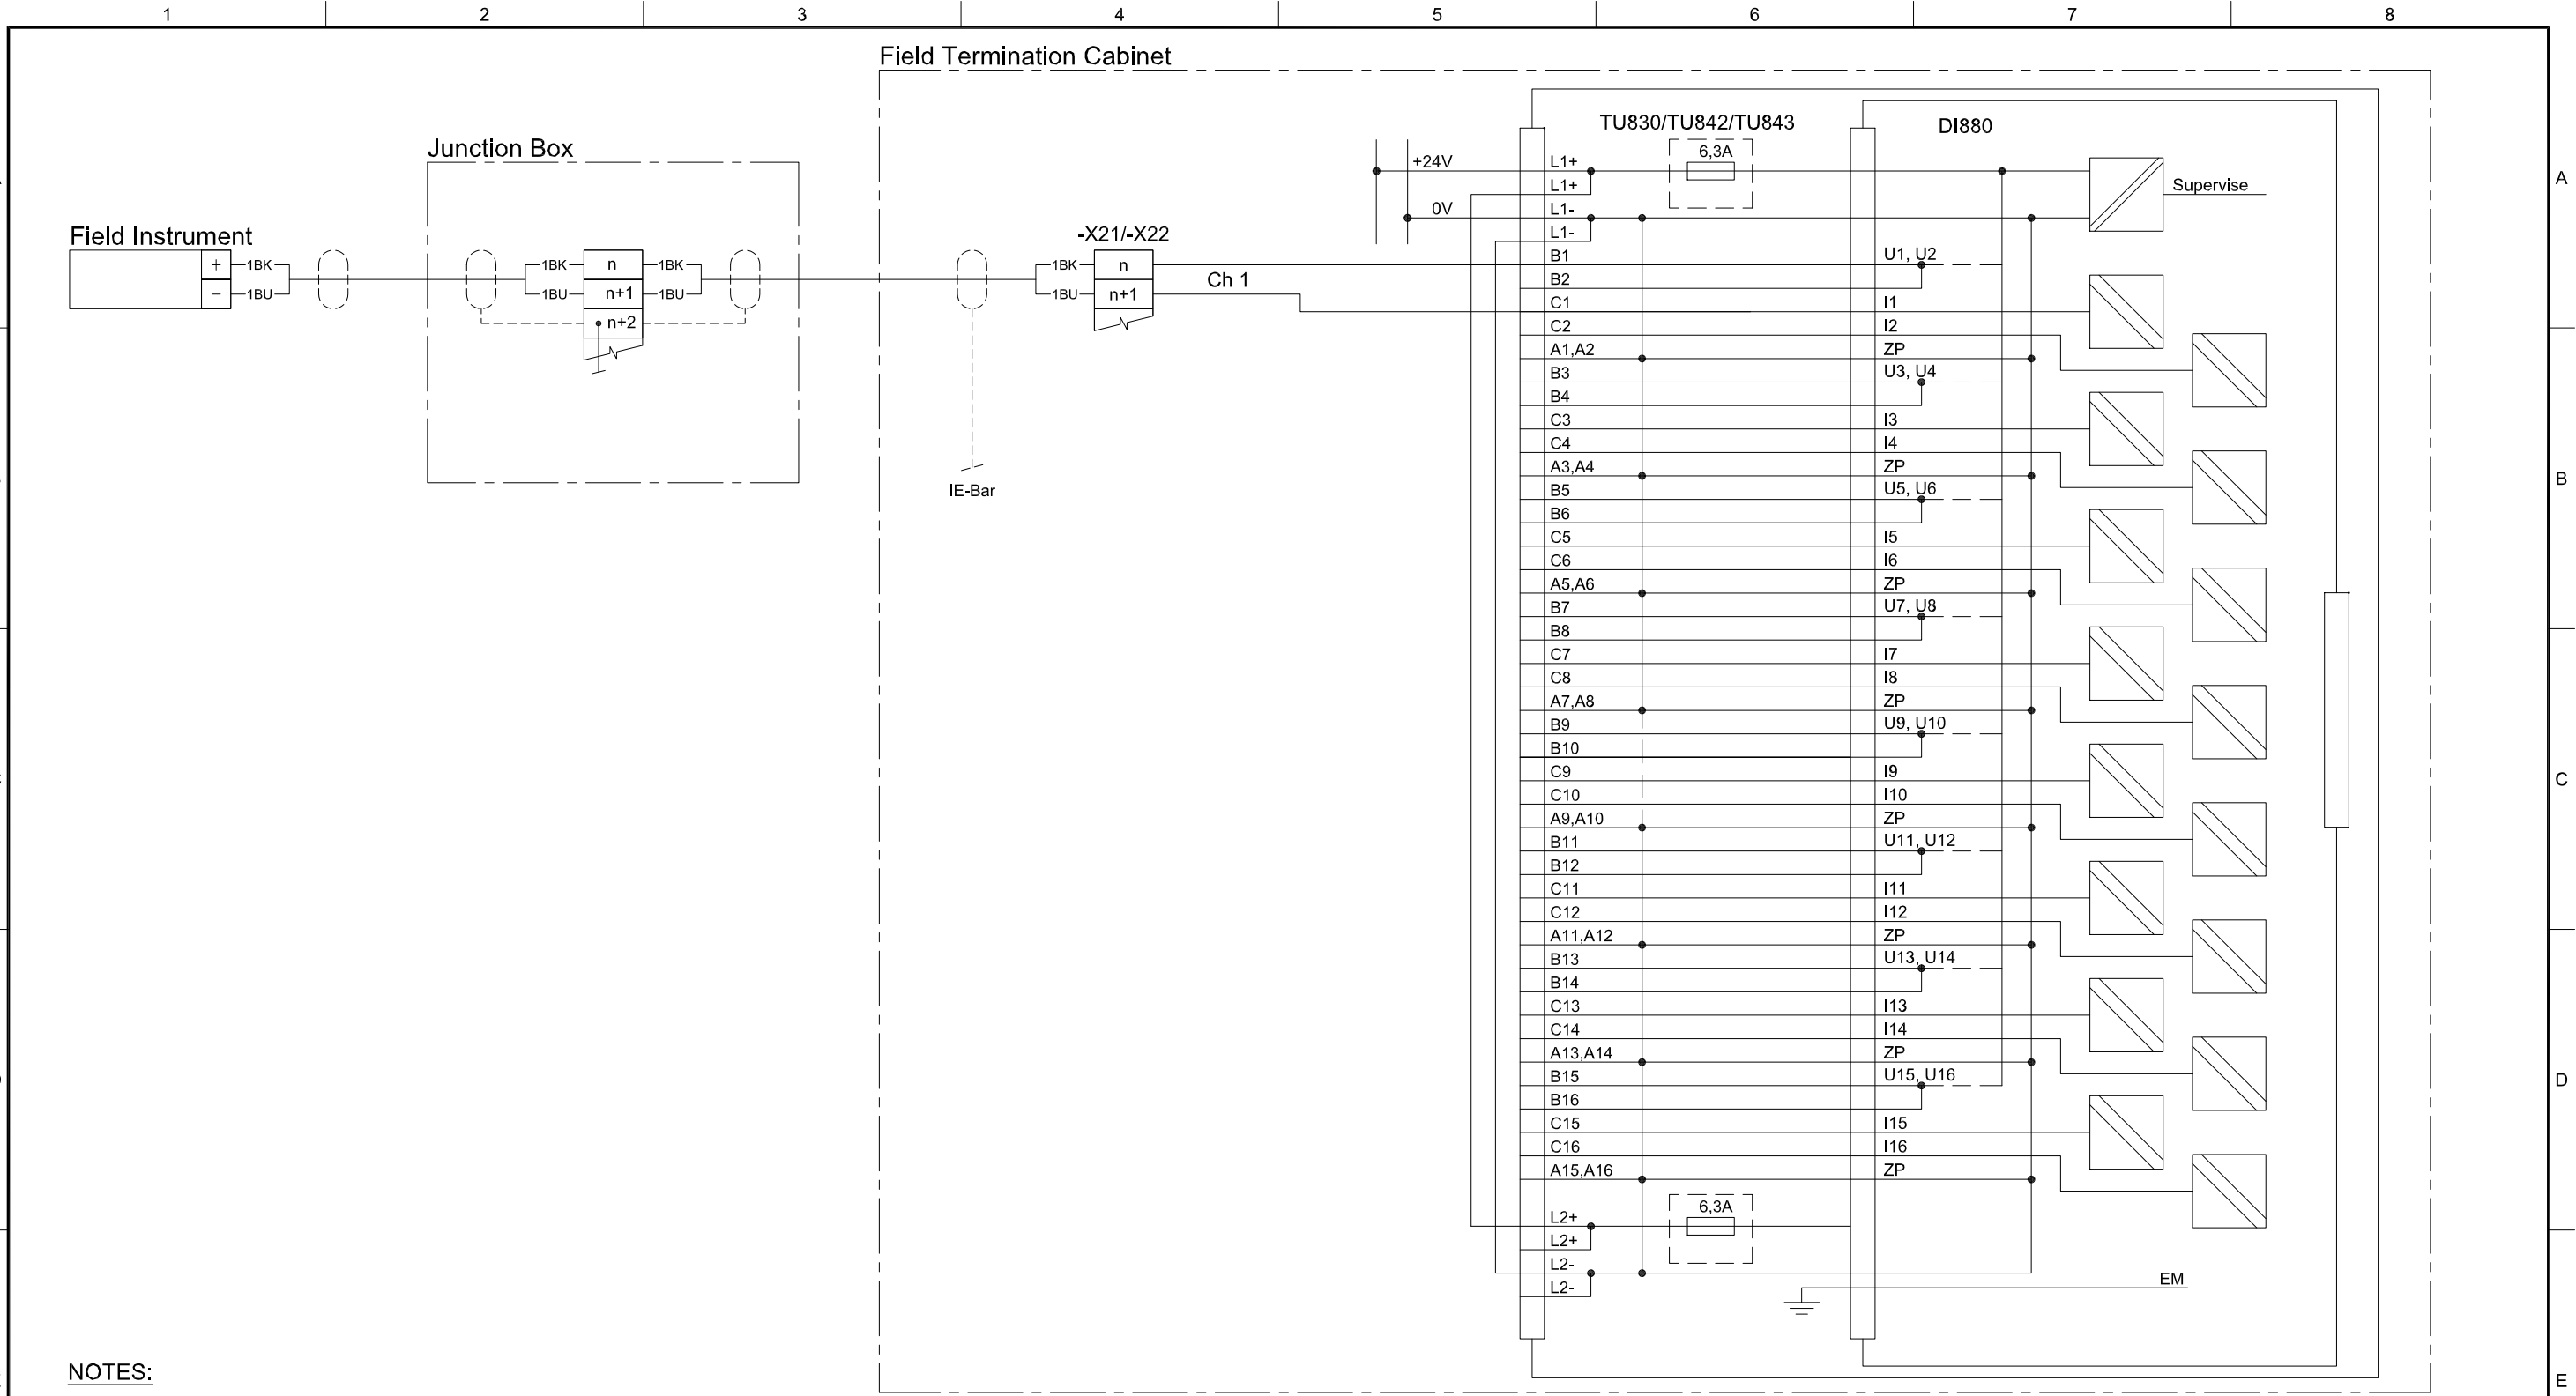 1 2 3 4 5 6 7 8
Field Termination Cabinet
TU830/TU842/TU843
DI880
Junction Box
6,3A
+24V
L1+
A
L1+
Supervise
0V
L1-
Field Instrument
-X21/-X22
L1-
+ 1BK 1BK n 1BK 1BK n
B1 U1, U2
− 1BU 1BU n+1 1BU 1BU n+1
Ch 1
B2
C1 I1
n+2
C2 I2
A1,A2 ZP
B3 U3, U4
B4
C3 I3
C4 I4
A3,A4 ZP
B
IE-Bar
B5 U5, U6
B6
C5 I5
C6 I6
A5,A6 ZP
B7 U7, U8
B8
C7 I7
C8 I8
A7,A8 ZP
B9 U9, U10
B10
C9 I9
C
C10 I10
A9,A10 ZP
B11 U11, U12
B12
C11 I11
C12 I12
A11,A12 ZP
B13 U13, U14
B14
C13 I13
C14 I14
A13,A14 ZP
B15 U15, U16
D
B16
C15 I15
C16 I16
A15,A16 ZP
6,3A
L2+
L2+
L2-
L2-
EM
NOTES:
E